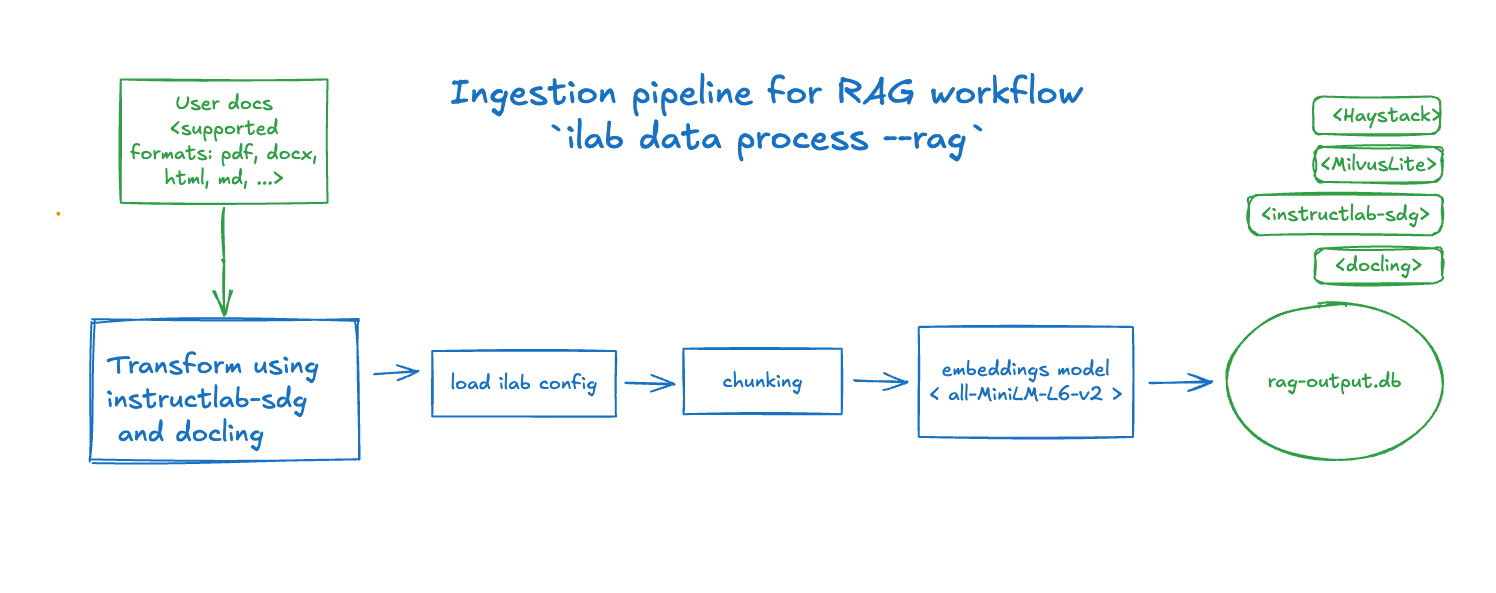 Ingestion pipeline for RAG workflow
`ilab data process --rag`
User docs
<supported
formats: pdf, docx,
html, md, ...>
<Haystack>
<MilvusLite>
<instructlab-sdg>
<docling>
Transform using
instructlab-sdg
and docling
load ilab config
chunking
embeddings model
< all-MiniLM-L6-v2 >
rag-output.db